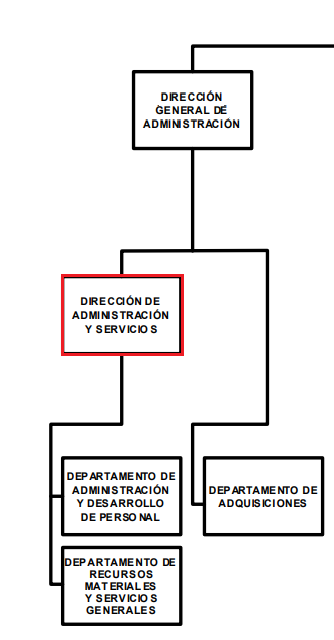 DIRECCIÓN
GENERAL DE
ADMINISTRACIÓN
DIRECCIÓN DE
ADMINISTRACIÓN
Y SERVICIOS
DEPARTAMENTO DE
ADMINISTRACIÓN
Y DESARROLLO
DE PERSONAL
DEPARTAMENTO DE
ADQUISICIONES
DEPARTAMENTO DE
RECURSOS
MATERIALES
Y SERVICIOS
GENERALES